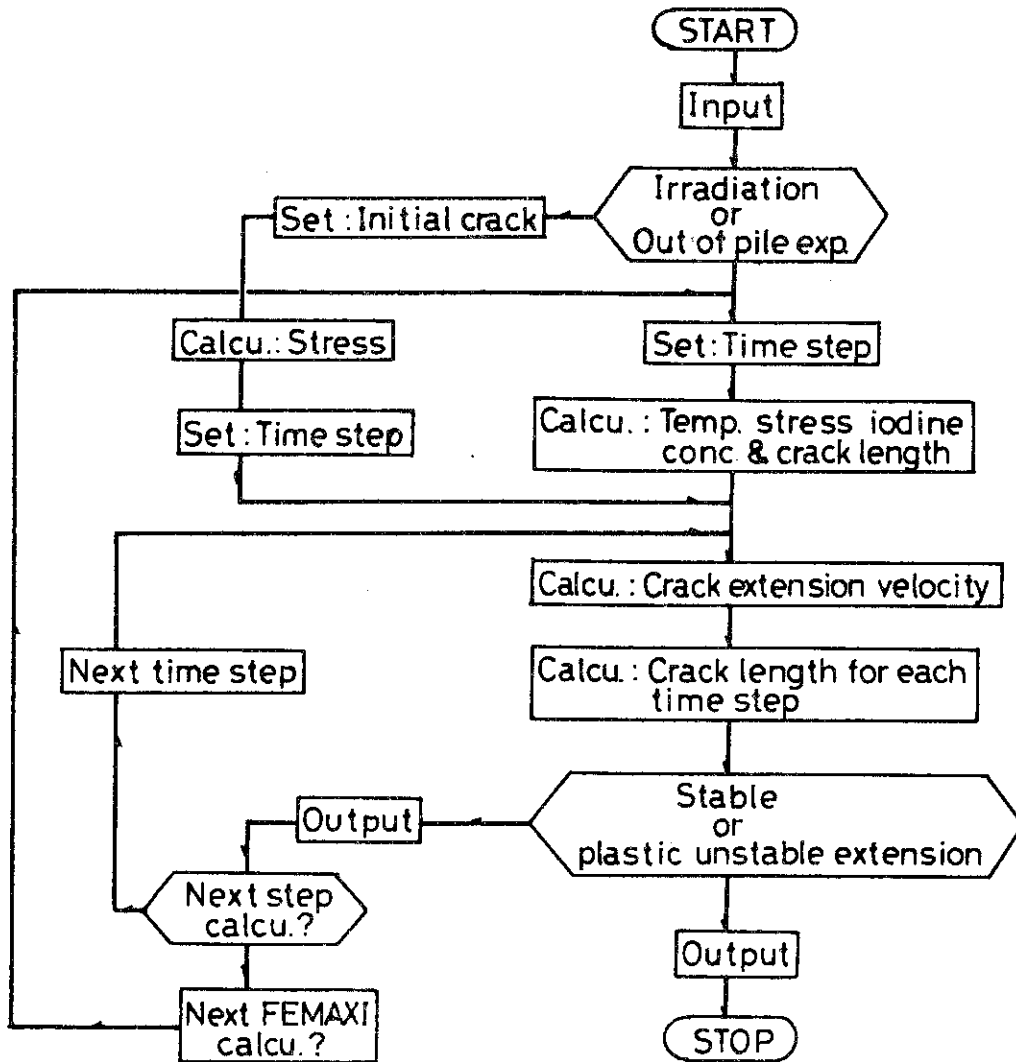 START
Input
Irradiation
or
Out of pile exp.
Set : Initial crack
Calcu.: Stress
Set : Time step
Set : Time step
Calcu. : Temp. stress iodine
conc. & crack length
Calcu. : Crack extension velocity
Calcu. : Crack length for each
time step
Next time step
Stable
or
plastic unstable extension
Output
Next step
calcu.?
Next FEMAXI
calcu.?
Output
STOP